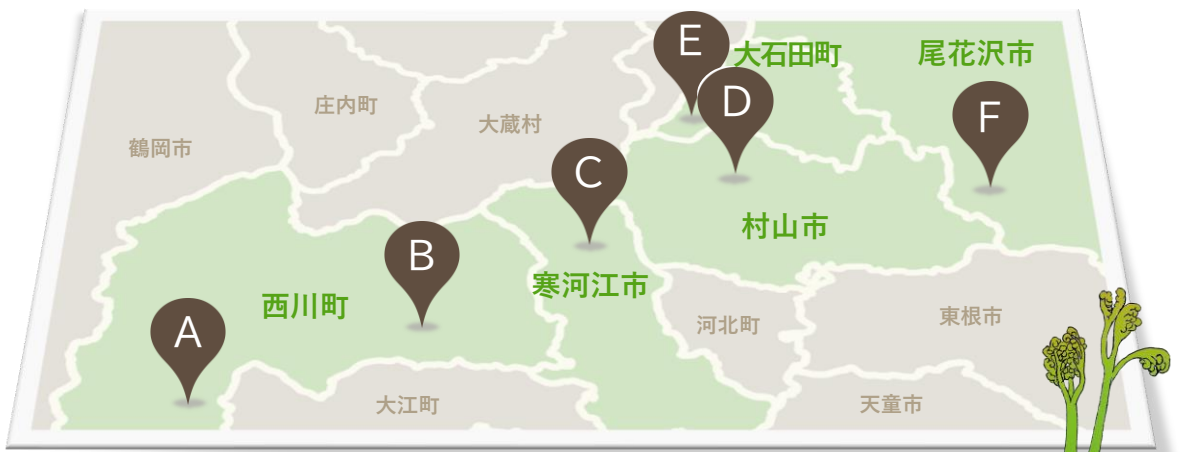 E
大石田町
尾花沢市
D
F
庄内町
大蔵村
鶴岡市
C
村山市
B
寒河江市
西川町
A
河北町
東根市
大江町
天童市